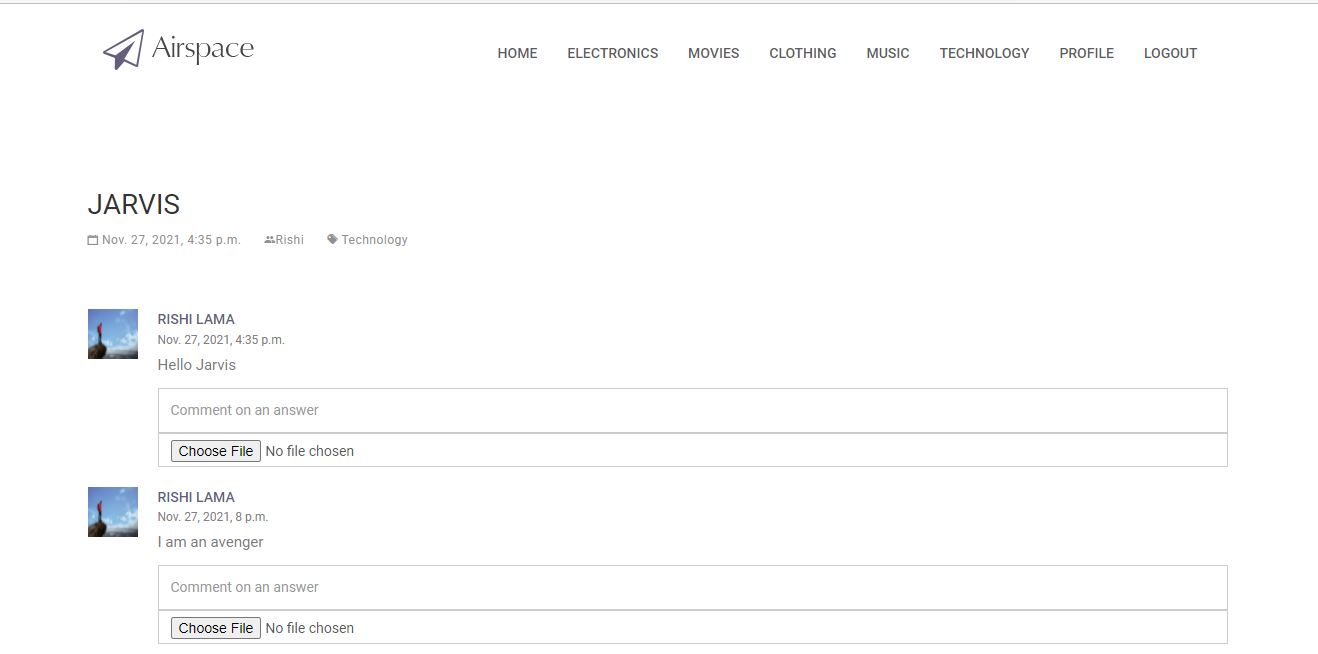 Airspace
HOME ELECTRONICS MOVIES CLOTHING MUSIC TECHNOLOGY PROFILE LOGOUT
JARVIS
Nov. 27, 2021, 4:35 p.m. Rishi Technology
RISHI LAMA
Nov. 27, 2021, 4:35 p.m.
Hello Jarvis
Comment on an answer
Choose File No file chosen
RISHI LAMA
Nov. 27, 2021, 8 p.m.
I am an avenger
Comment on an answer
Choose File No file chosen